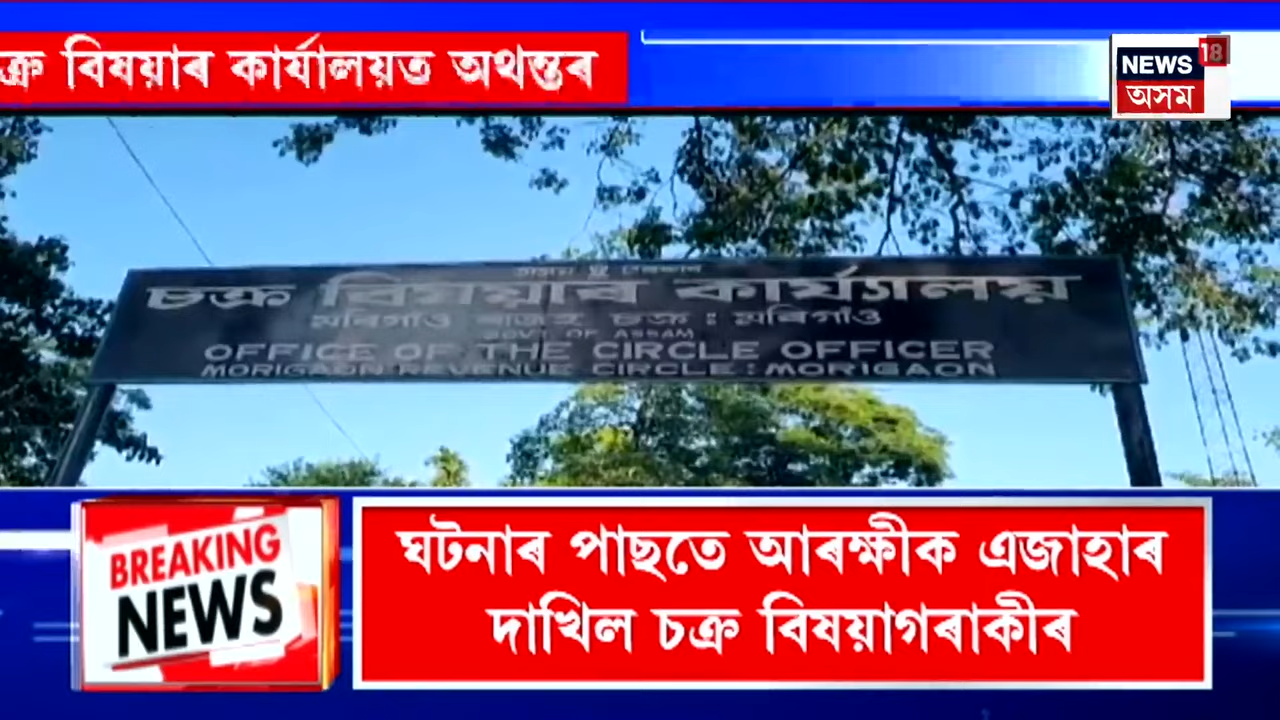 ক্ৰ বিষয়াৰ কাৰ্যালয়ত অথন্তৰ
NEWS 18
অসম
চক্ৰ বিষয়াৰ কাৰ্য্যালয়
মৰিগাঁও ৰাজহ চক্ৰ : মৰিগাঁও
GOVT. OF ASSAM
OFFICE OF THE CIRCLE OFFICER
MORIGAON REVENUE CIRCLE : MORIGAON
BREAKING
NEWS
ঘটনাৰ পাছতে আৰক্ষীক এজাহাৰ
দাখিল চক্ৰ বিষয়াগৰাকীৰ